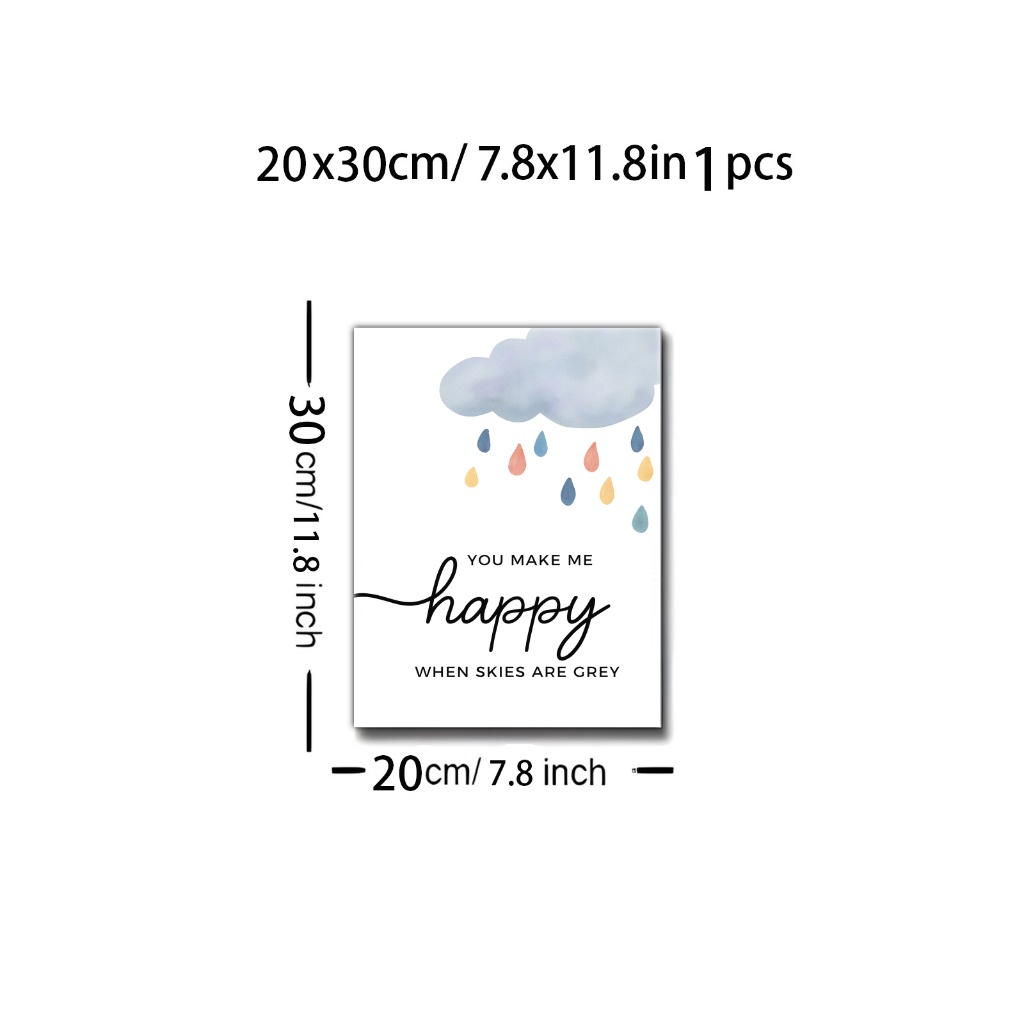 20x30cm/ 7.8x11.8in 1 pcs
30cm/11.8 inch
YOU MAKE ME
happy
WHEN SKIES ARE GREY
20cm/ 7.8 inch